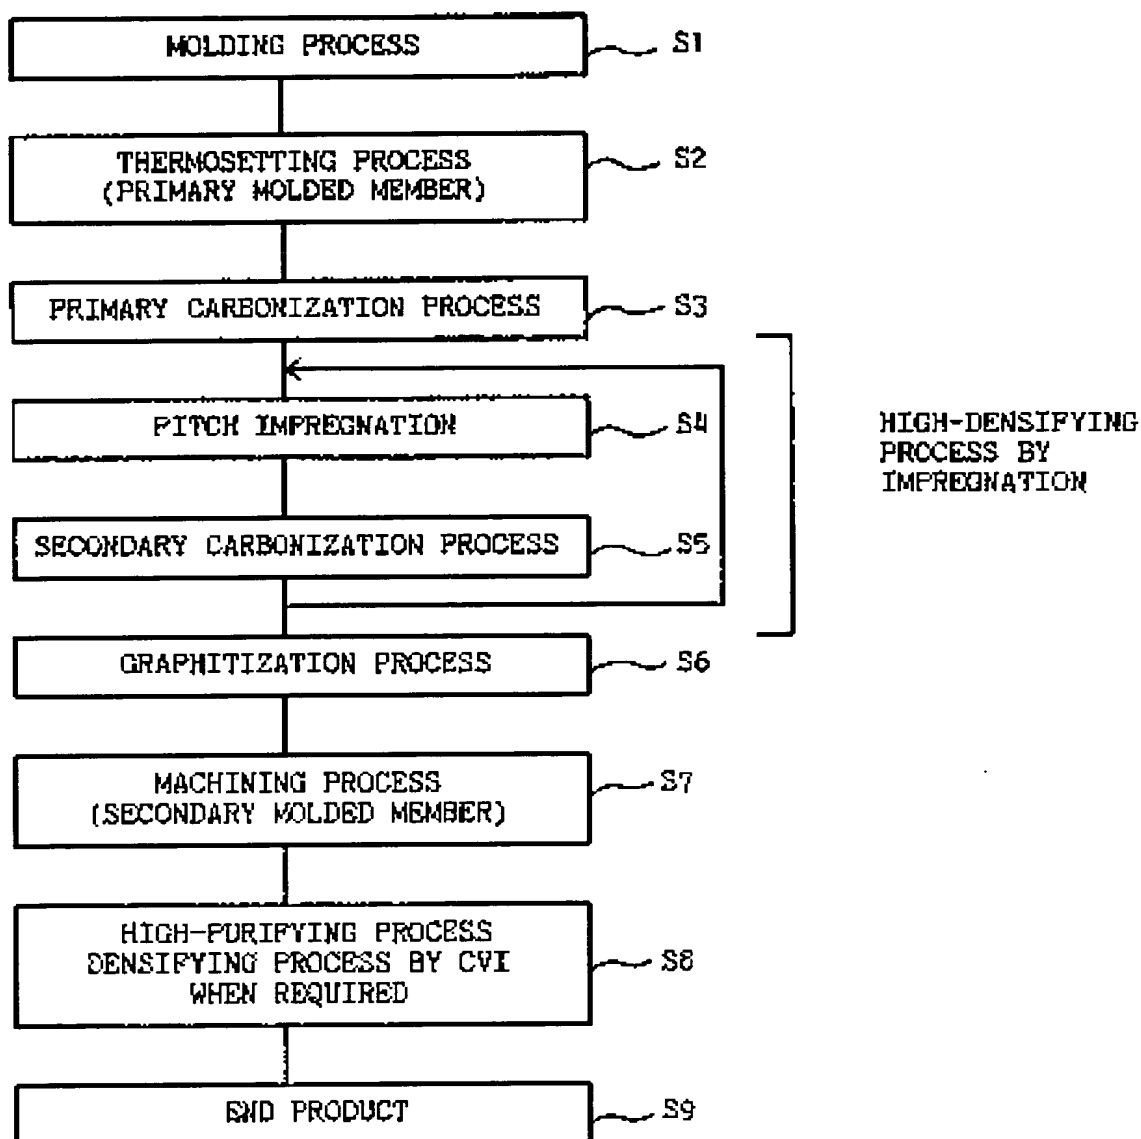 MOLDING PROCESS
S1
THERMOSETTING PROCESS
(PRIMARY MOLDED MEMBER)
S2
PRIMARY CARBONIZATION PROCESS
S3
PITCH IMPREGNATION
S4
HIGH-DENSIFYING
PROCESS BY
IMPREGNATION
SECONDARY CARBONIZATION PROCESS
S5
GRAPHITIZATION PROCESS
S6
MACHINING PROCESS
(SECONDARY MOLDED MEMBER)
S7
HIGH-PURIFYING PROCESS
DENSIFYING PROCESS BY CVI
WHEN REQUIRED
S8
END PRODUCT
S9